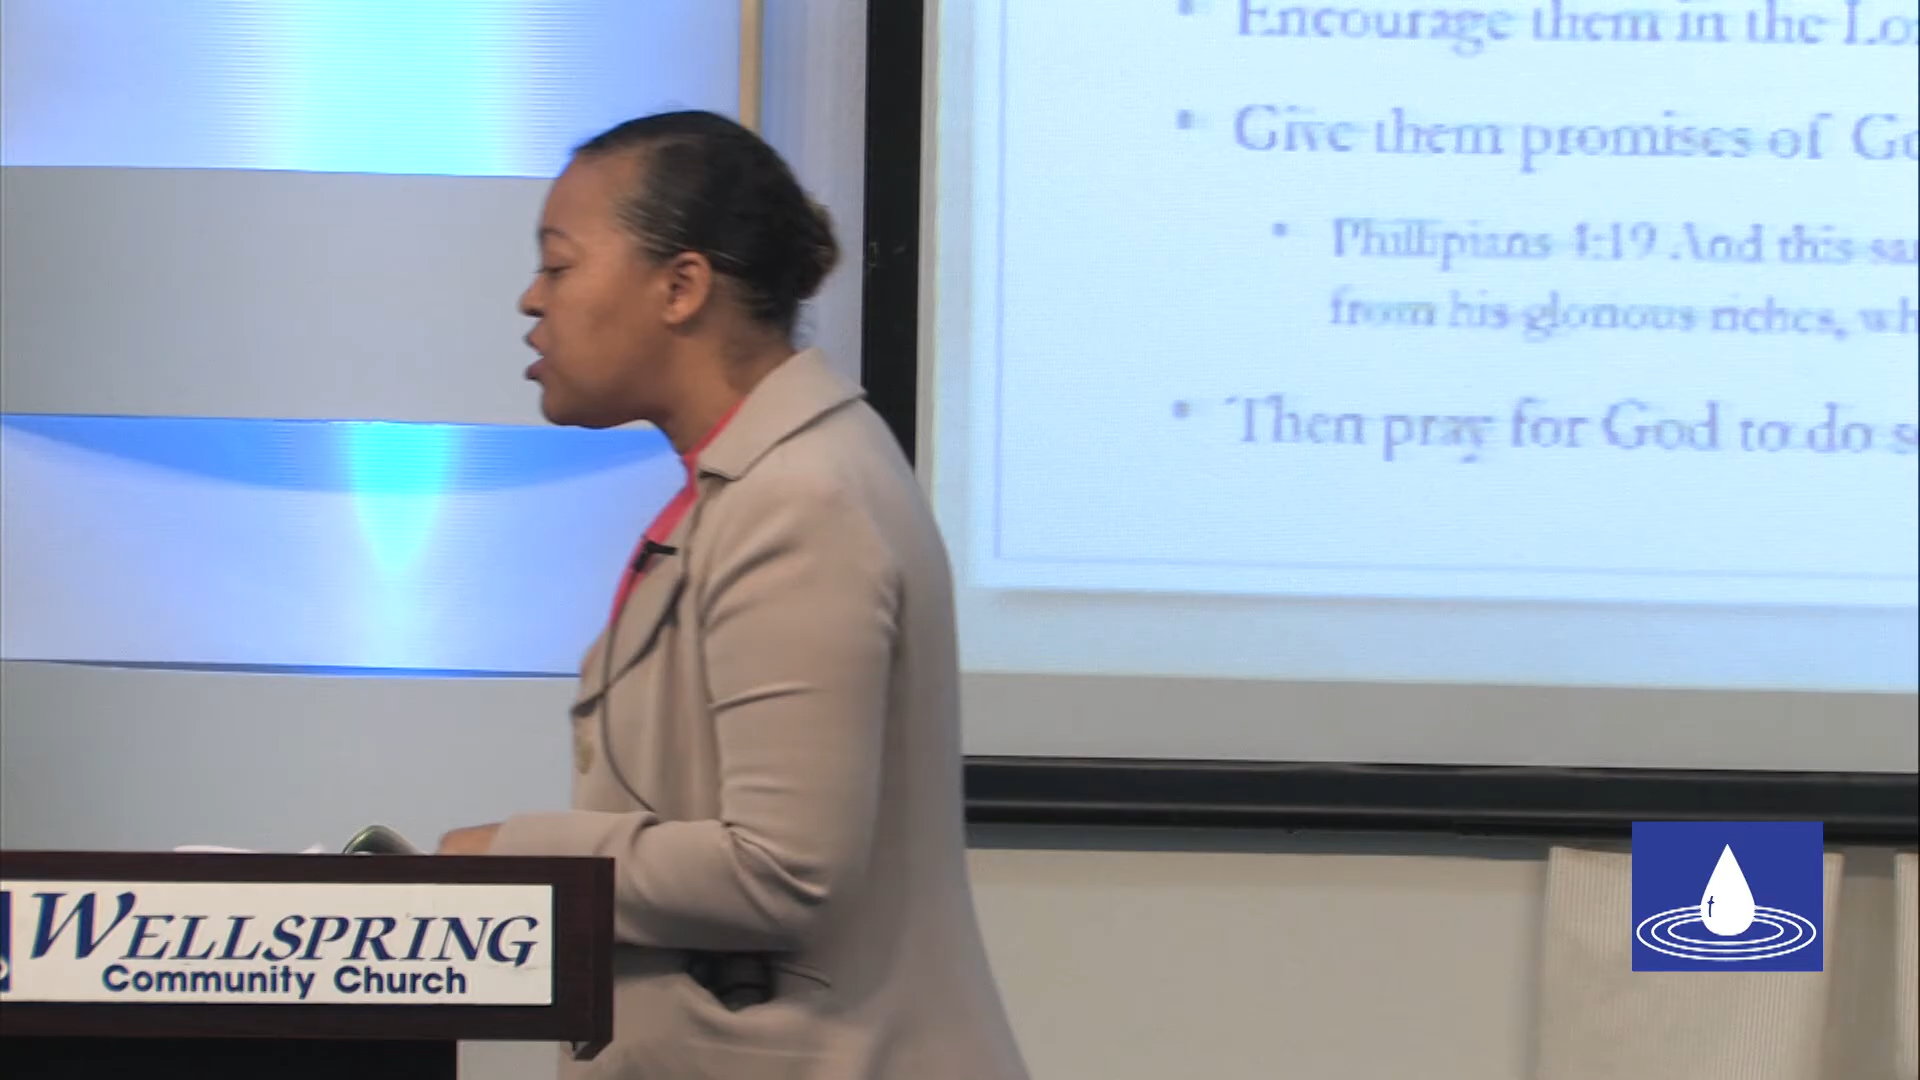 Encourage them in the Lo
Give them promises of Go
Phillipians 4:19 And this sa
from his glorious riches, wh
Then pray for God to do s
WELLSPRING
Community Church